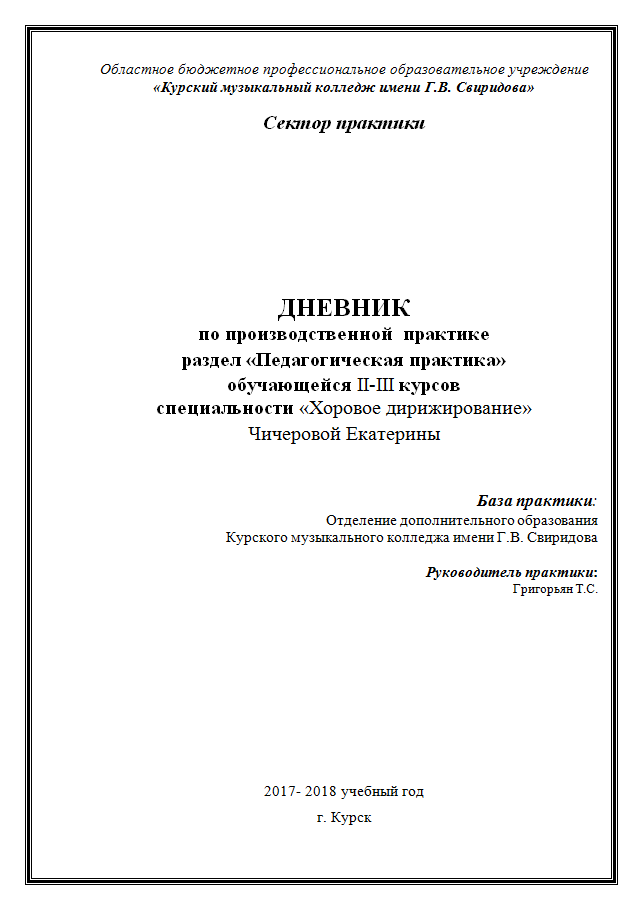 Областное бюджетное профессиональное образовательное учреждение
«Курский музыкальный колледж имени Г.В. Свиридова»
Сектор практики
ДНЕВНИК
по производственной практике
раздел «Педагогическая практика»
обучающейся II-III курсов
специальности «Хоровое дирижирование»
Чичеровой Екатерины
База практики:
Отделение дополнительного образования
Курского музыкального колледжа имени Г.В. Свиридова
Руководитель практики:
Григорьян Т.С.
2017- 2018 учебный год
г. Курск